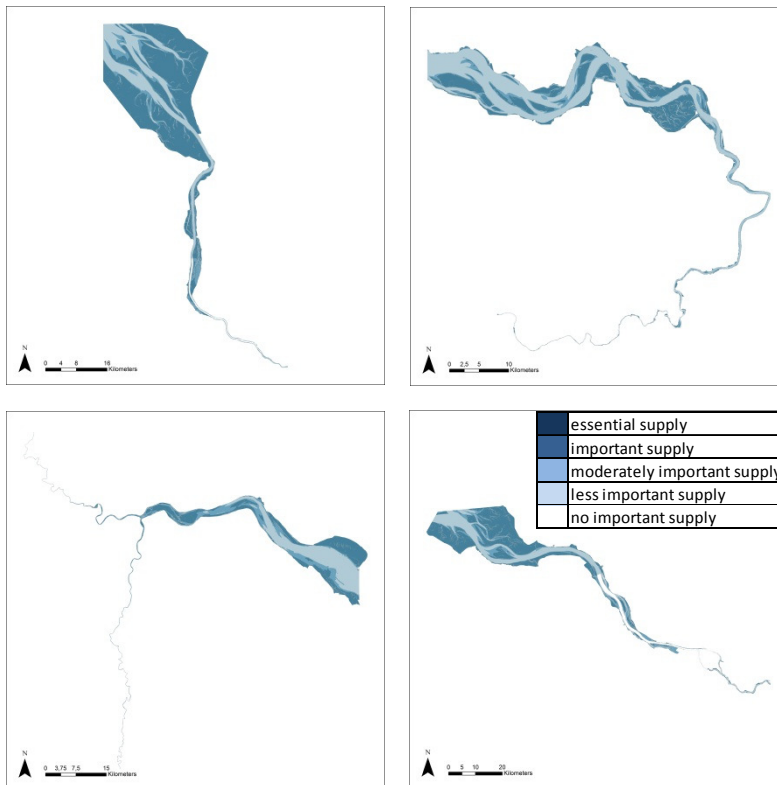 N
0 4 8 16
Kilometers
N
0 2,5 5 10
Kilometers
essential supply
important supply
moderately important supply
less important supply
no important supply
N
0 3,75 7,5 15
Kilometers
N
0 5 10 20
Kilometers